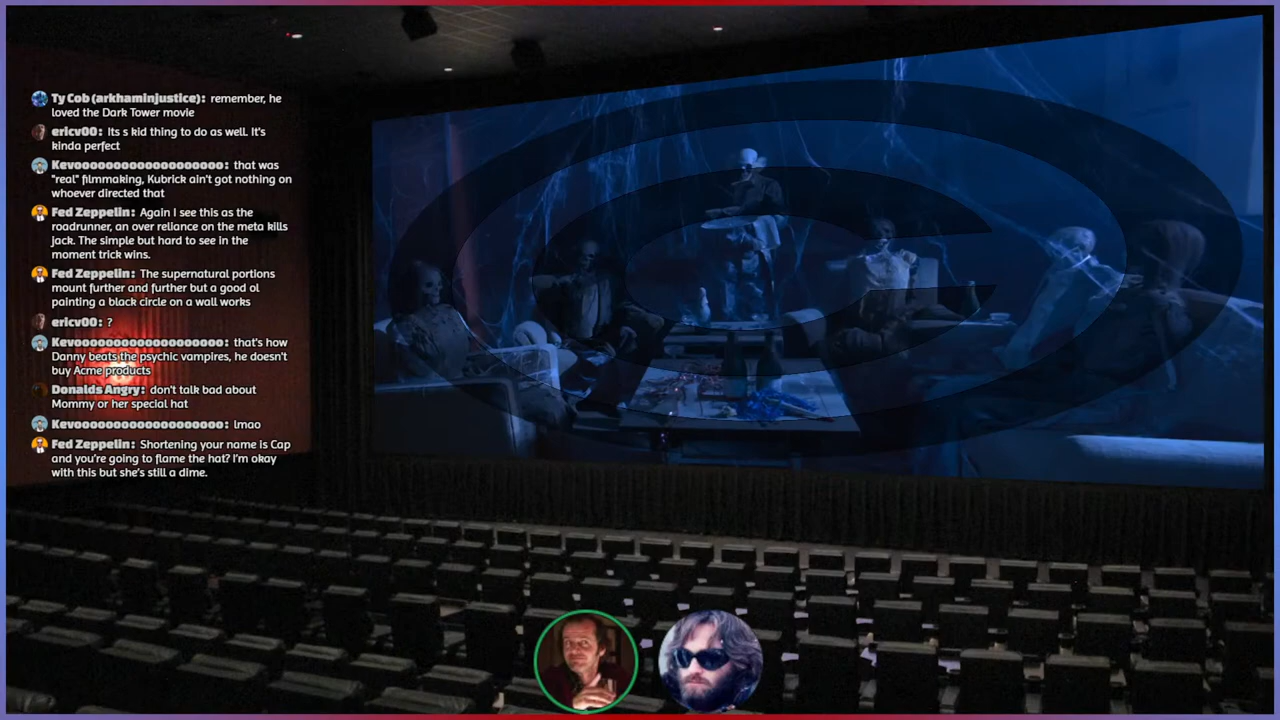 Ty Cob (arkhaminjustice): remember, he
loved the Dark Tower movie
ericv00: Its s kid thing to do as well. It's
kinda perfect
Kevooooooooooooooooooo: that was
"real" filmmaking, Kubrick ain't got nothing on
whoever directed that
Fed Zeppelin: Again I see this as the
roadrunner, an over reliance on the meta kills
jack. The simple but hard to see in the
moment trick wins.
Fed Zeppelin: The supernatural portions
mount further and further but a good ol
painting a black circle on a wall works
ericv00: ?
Kevooooooooooooooooooo: that's how
Danny beats the psychic vampires, he doesn't
buy Acme products
Donalds Angry: don't talk bad about
Mommy or her special hat
Kevooooooooooooooooooo: lmao
Fed Zeppelin: Shortening your name is Cap
and you're going to flame the hat? I'm okay
with this but she's still a dime.